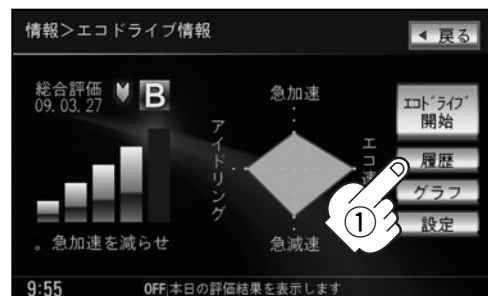 情報>エコドライブ情報
◀ 戻る
総合評価
09.03.27
B
急加速
アイドリング
エコ速
急減速
エコドライブ
開始
履歴
グラフ
設定
①
。急加速を減らせ
9:55
OFF 本日の評価結果を表示します